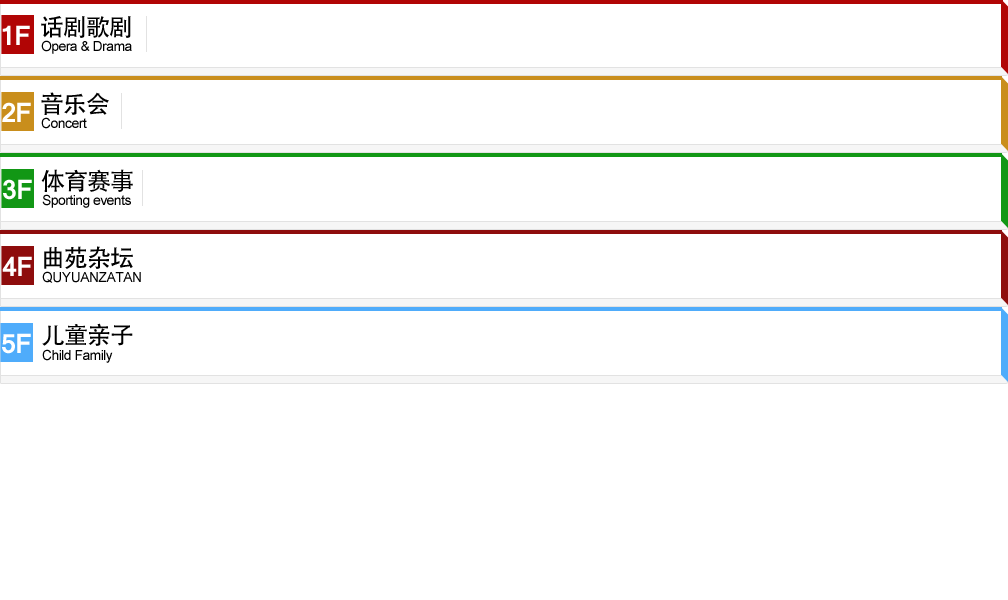 1F 话剧歌剧
Opera & Drama
2F 音乐会
Concert
3F 体育赛事
Sporting events
4F 曲苑杂坛
QUYUANZATAN
5F 儿童亲子
Child Family